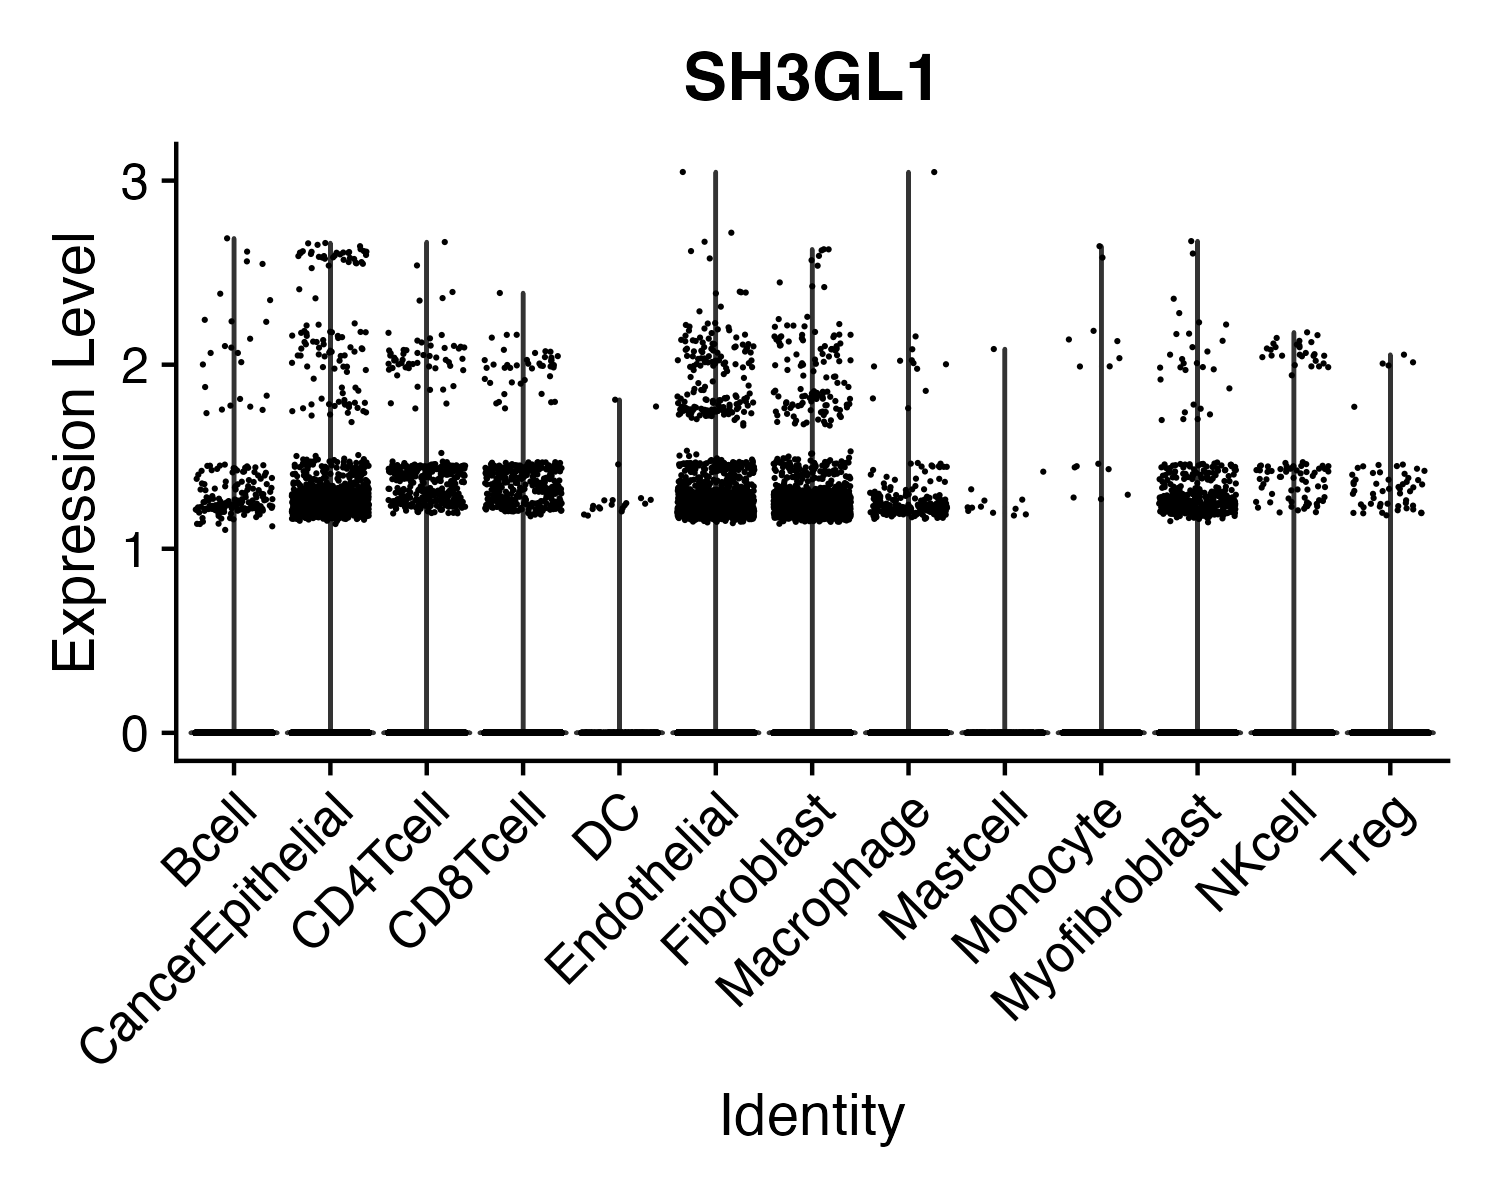 SH3GL1
Expression Level
3
2
1
0
Bcell
CancerEpithelial
CD4Tcell
CD8Tcell
DC
Endothelial
Fibroblast
Macrophage
Mastcell
Monocyte
Myofibroblast
NKcell
Treg
Identity